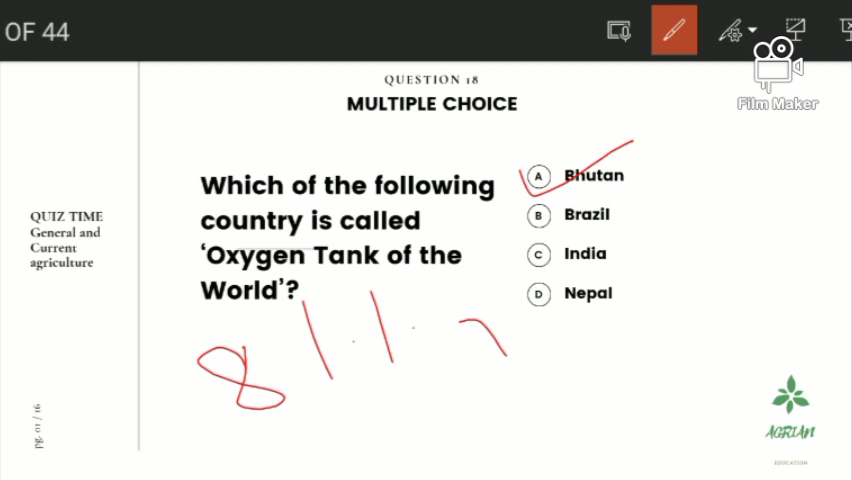 OF 44
Film Maker
QUESTION 18
MULTIPLE CHOICE
Which of the following
country is called
‘Oxygen Tank of the
World’?
A Bhutan
B Brazil
C India
D Nepal
QUIZ TIME
General and
Current
agriculture
pg. 01 / 16
AGRIAN
EDUCATION